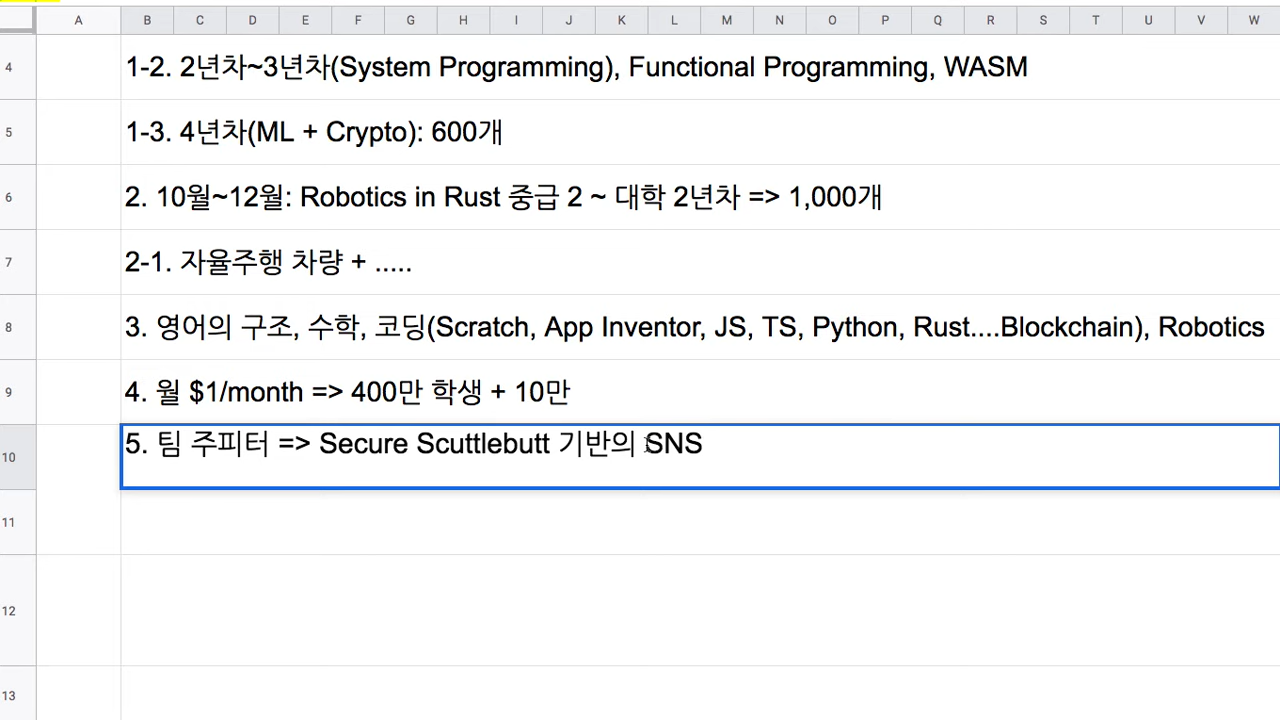 A B C D E F G H I J K L M N O P Q R S T U V W
4 1-2. 2년차~3년차(System Programming), Functional Programming, WASM
5 1-3. 4년차(ML + Crypto): 600개
6 2. 10월~12월: Robotics in Rust 중급 2 ~ 대학 2년차 => 1,000개
7 2-1. 자율주행 차량 + .....
8 3. 영어의 구조, 수학, 코딩(Scratch, App Inventor, JS, TS, Python, Rust....Blockchain), Robotics
9 4. 월 $1/month => 400만 학생 + 10만
10 5. 팀 주피터 => Secure Scuttlebutt 기반의 SNS
11
12
13